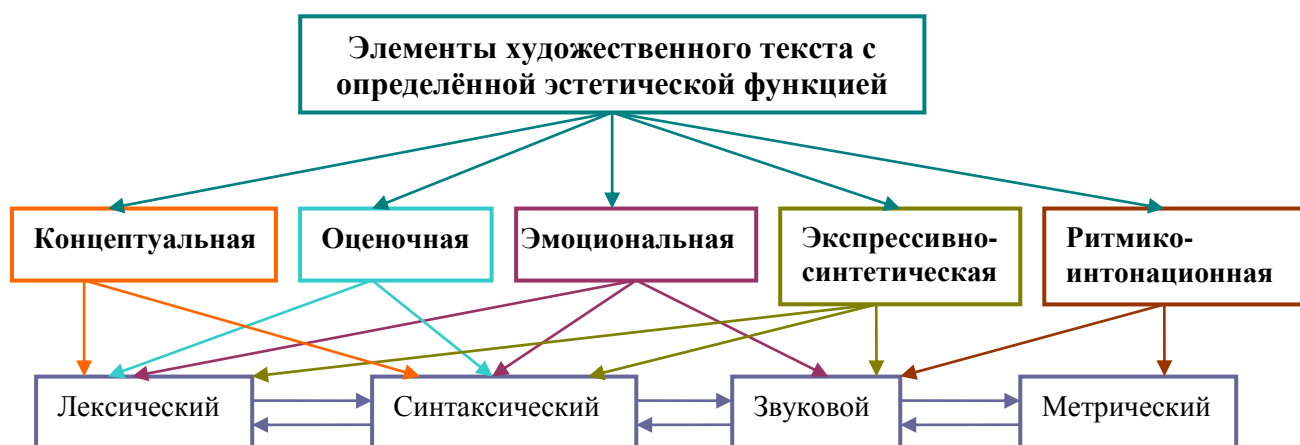 Элементы художественного текста с
определённой эстетической функцией
Концептуальная
Оценочная
Эмоциональная
Экспрессивно-
синтетическая
Ритмико-
интонационная
Лексический
Синтаксический
Звуковой
Метрический